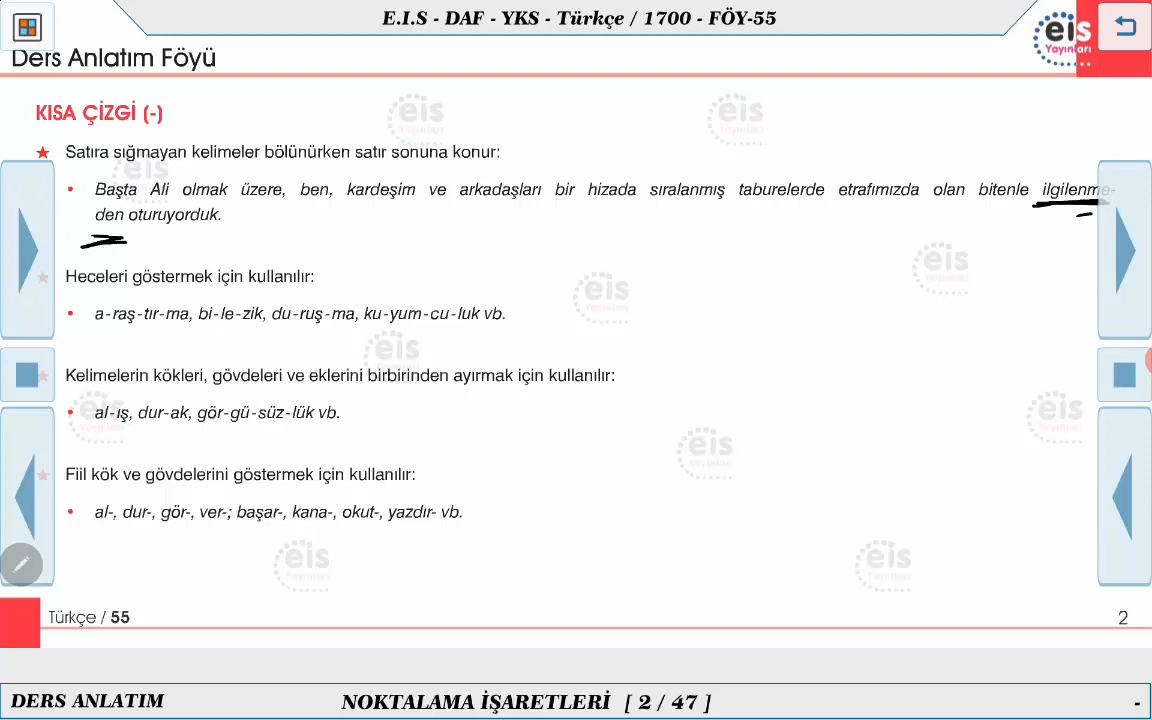 E.I.S - DAF - YKS - Türkçe / 1700 - FÖY-55
eis
Yayınları
Ders Anlatım Föyü
KISA ÇİZGİ (-)
Satıra sığmayan kelimeler bölünürken satır sonuna konur:
• Başta Ali olmak üzere, ben, kardeşim ve arkadaşları bir hizada sıralanmış taburelerde etrafımızda olan bitenle ilgilenme-
den oturuyorduk.
Heceleri göstermek için kullanılır:
• a-raş-tır-ma, bi-le-zik, du-ruş-ma, ku-yum-cu-luk vb.
Kelimelerin kökleri, gövdeleri ve eklerini birbirinden ayırmak için kullanılır:
• al-ış, dur-ak, gör-gü-süz-lük vb.
Fiil kök ve gövdelerini göstermek için kullanılır:
• al-, dur-, gör-, ver-; başar-, kana-, okut-, yazdır- vb.
Türkçe / 55
2
DERS ANLATIM
NOKTALAMA İŞARETLERİ [ 2 / 47 ]
-